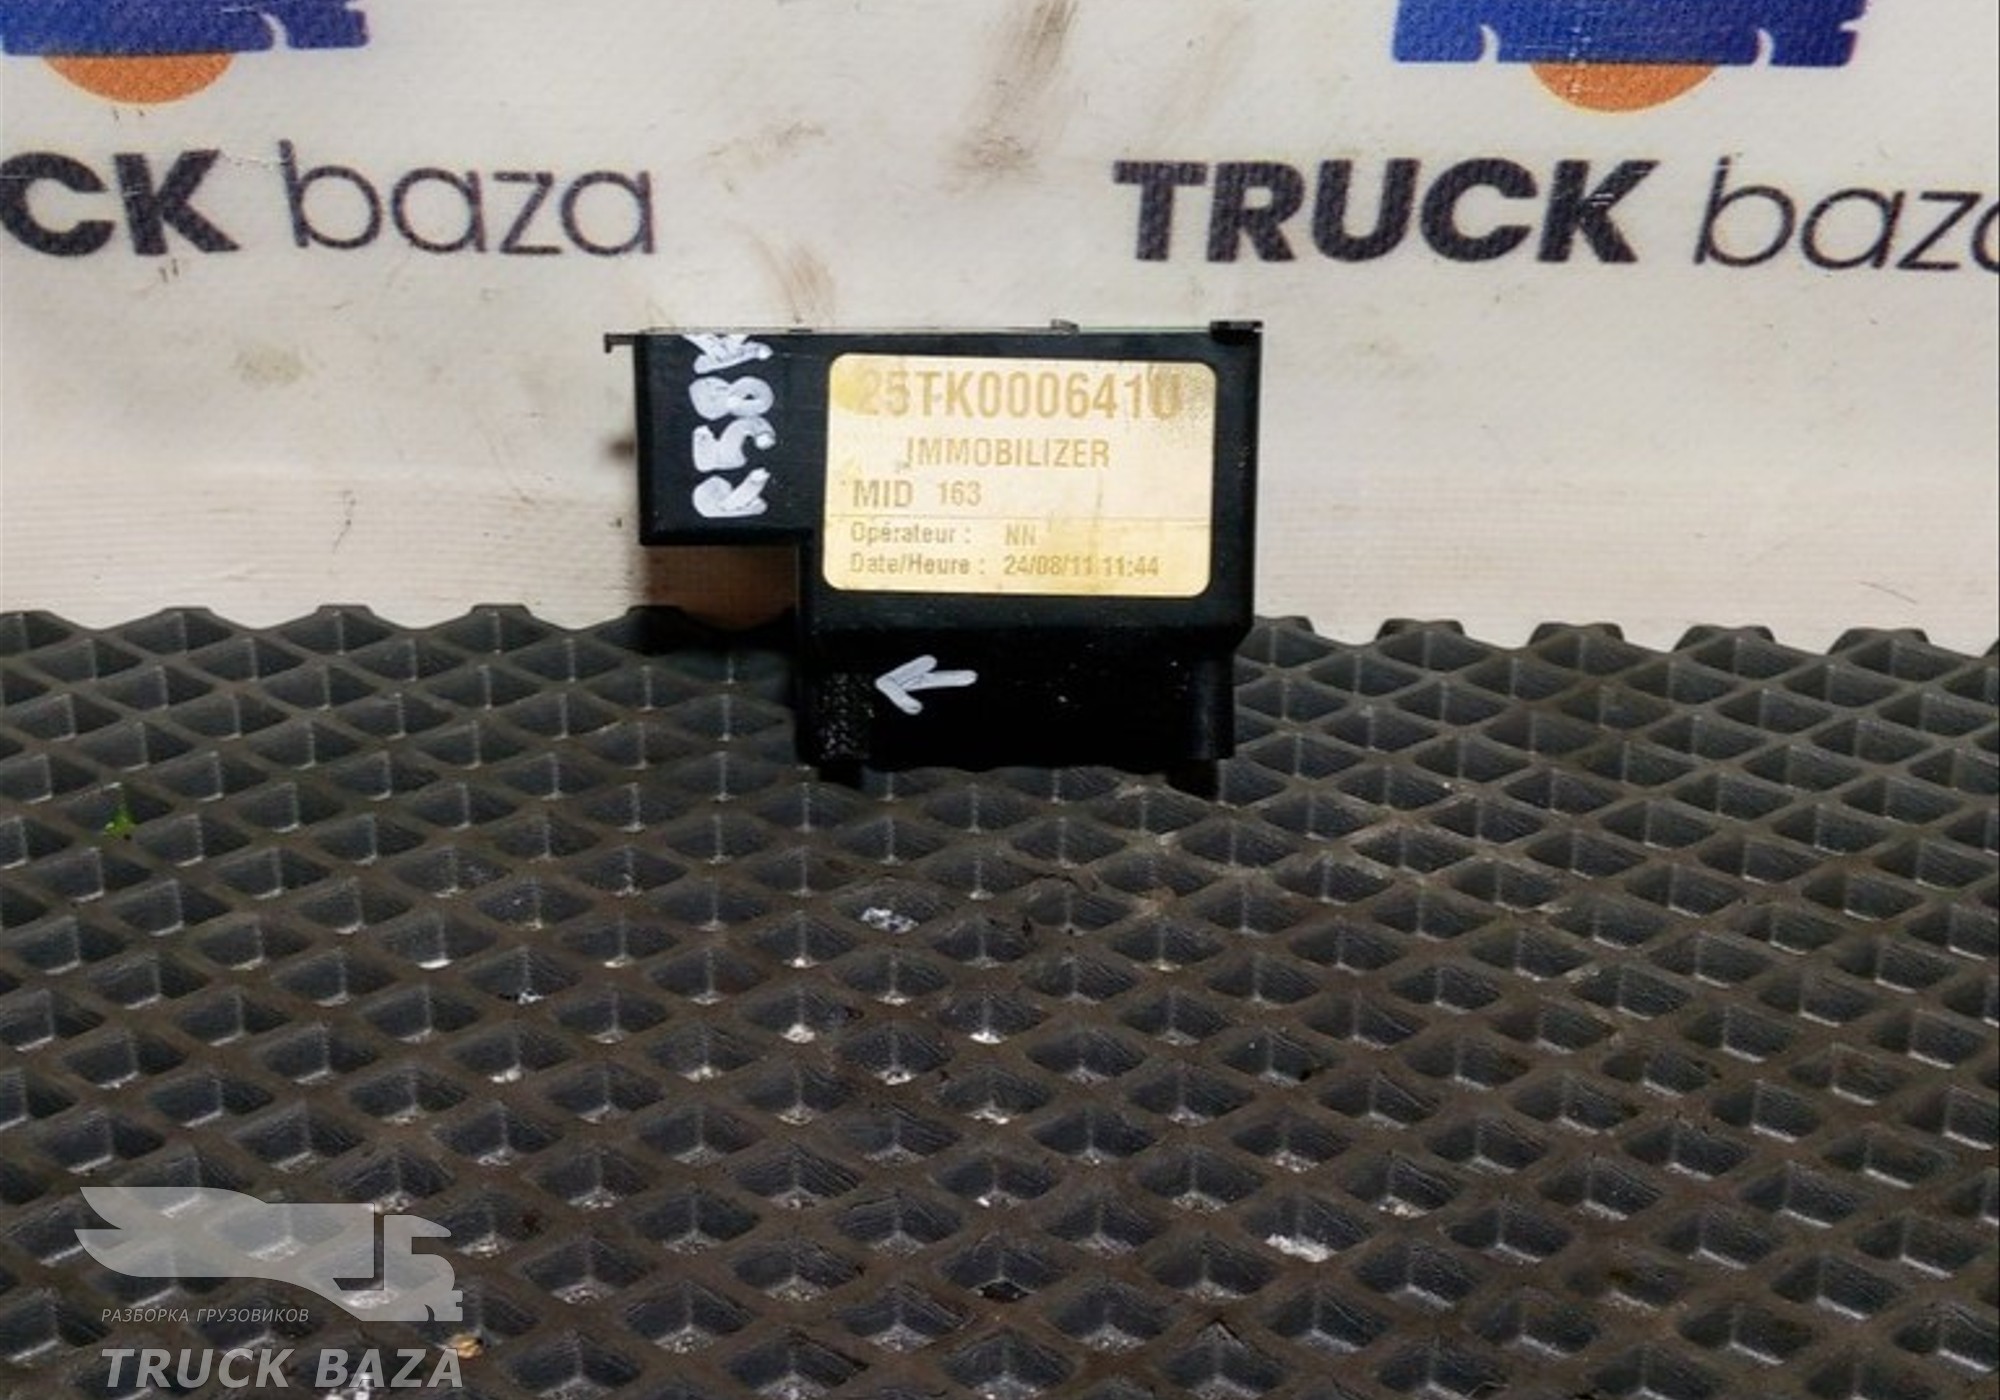 CK baza
TRUCK baza
R58K
25TK0006410
IMMOBILIZER
MID 163
Opérateur : NN
Date/Heure : 24/08/11 11:44
РАЗБОРКА ГРУЗОВИКОВ
TRUCK BAZA